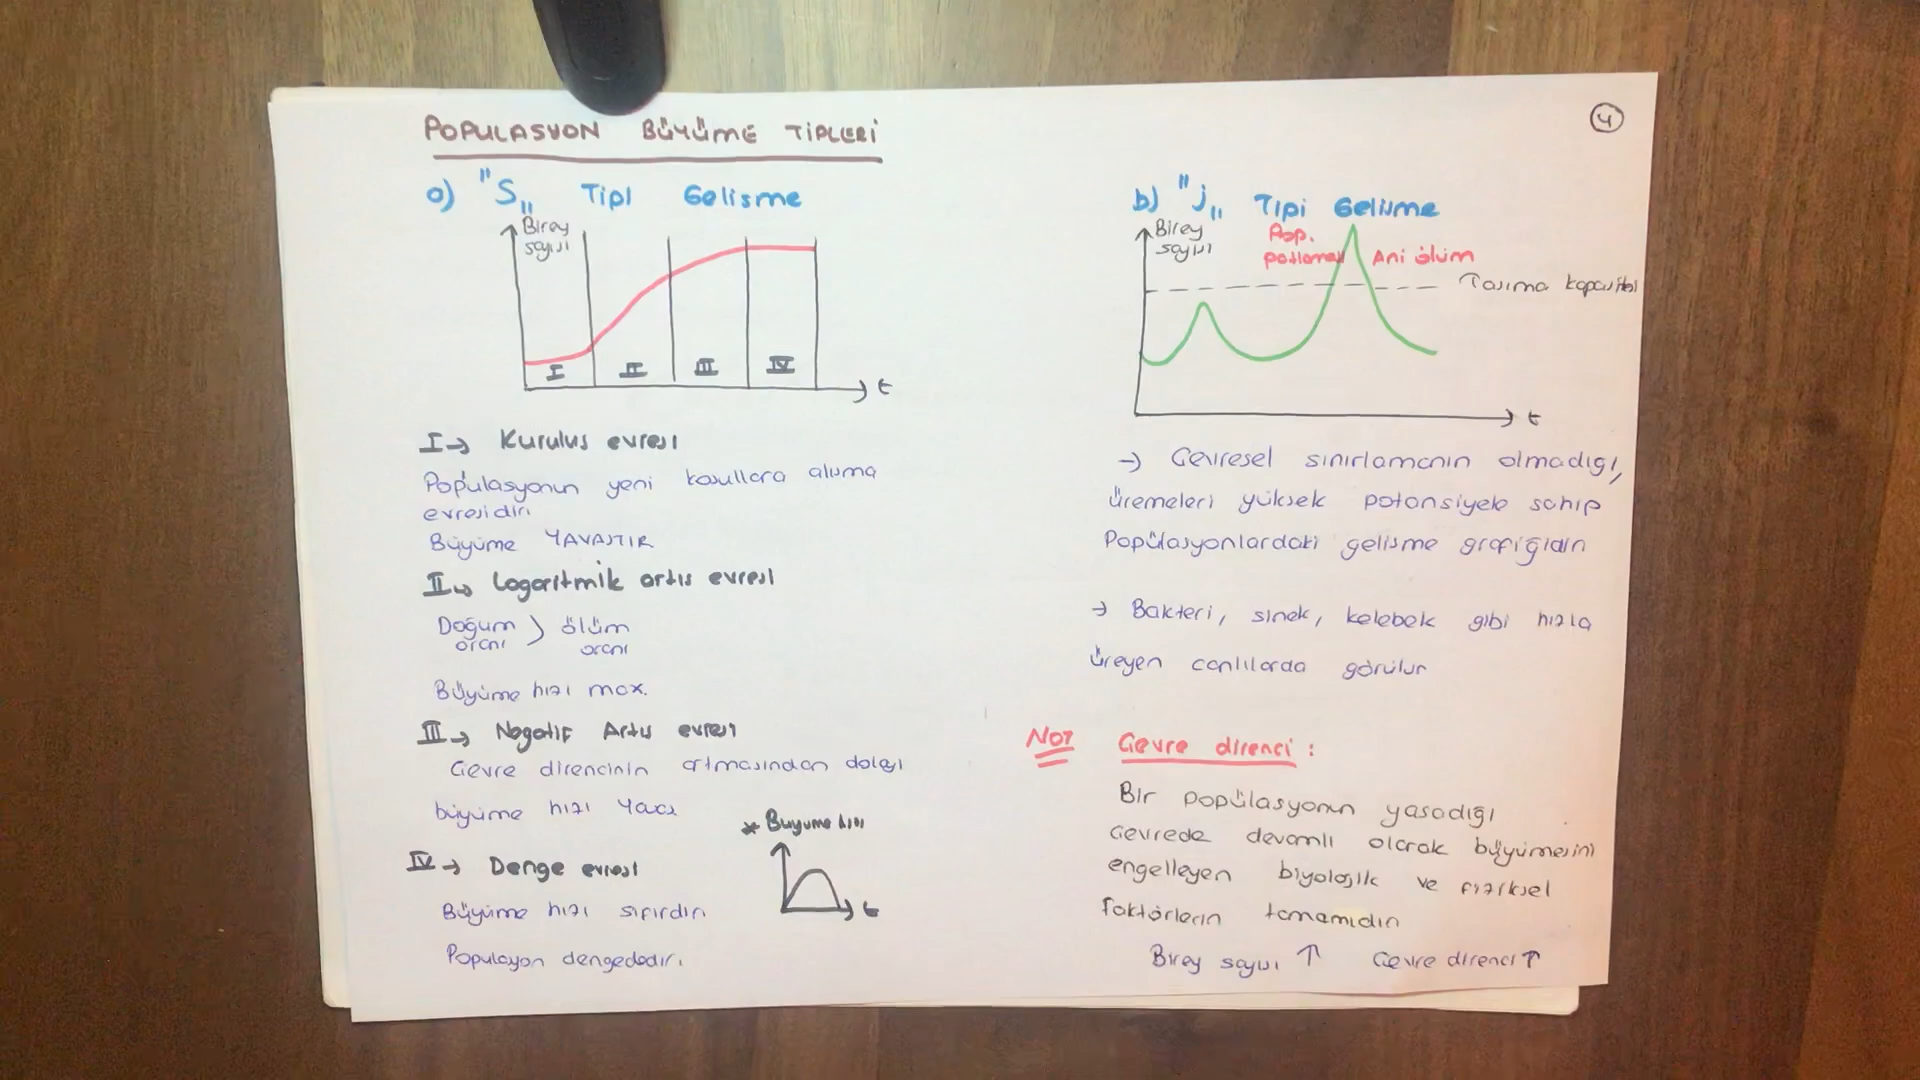 POPULASYON BÜYÜME TİPLERİ
4
a) "S" Tipi Gelişme
Birey
sayısı
I
II
III
IV
t
I→ Kuruluş evresi
Popülasyonun yeni koşullara alışma
evresidir.
Büyüme YAVAŞTIR
II→ Logaritmik artış evresi
Doğum > ölüm
oranı oranı
Büyüme hızı max.
III→ Negatif Artış evresi
Çevre direncinin artmasından dolayı
büyüme hızı YAVAŞ
IV→ Denge evresi
Büyüme hızı sıfırdır
Populasyon dengededir.
* Büyüme hızı
t
b) "j" Tipi Gelişme
Birey
sayısı
Pop.
patlaması
Ani ölüm
Taşıma kapasitesi
t
→ Çevresel sınırlamanın olmadığı,
üremeleri yüksek potansiyele sahip
Popülasyonlardaki gelişme grafiğidir
→ Bakteri, sinek, kelebek gibi hızla
üreyen canlılarda görülür
NOT Çevre direnci :
Bir popülasyonun yaşadığı
çevrede devamlı olarak büyümesini
engelleyen biyolojik ve fiziksel
faktörlerin tamamıdır
Birey sayısı ↑ Çevre direnci ↑